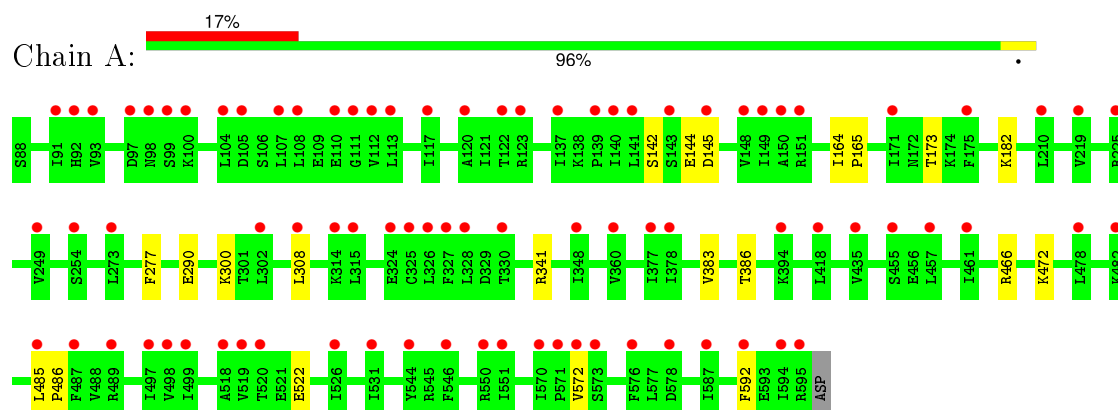 17%
Chain A:
96%
•
S88 I91 H92 V93 D97 N98 S99 K100 L104 D105 S106 L107 L108 E109 E110 G111 V112 L113 I117 A120 I121 T122 R123 I137 K138 P139 I140 L141 S142 G143 E144 D145 V148 I149 A150 R151 I164 P165 I171 N172 T173 K174 F175 K182 L210 V219
V249 S254 L273 F277 E290 K300 T301 L302 L308 K314 L315 E324 C325 L326 F327 L328 D329 T330 R341 I348 V360 I377 I378 V383 T386 K394 L418 V435 S455 E456 L457 I461 R466 K472 L478
L485 P486 F487 V488 R489 I497 V498 I499 A518 V519 T520 E521 E522 I526 I531 Y544 R545 F546 R550 I551 I570 P571 V572 S573 F576 L577 D578 I587 F592 E593 I594 R595 ASP